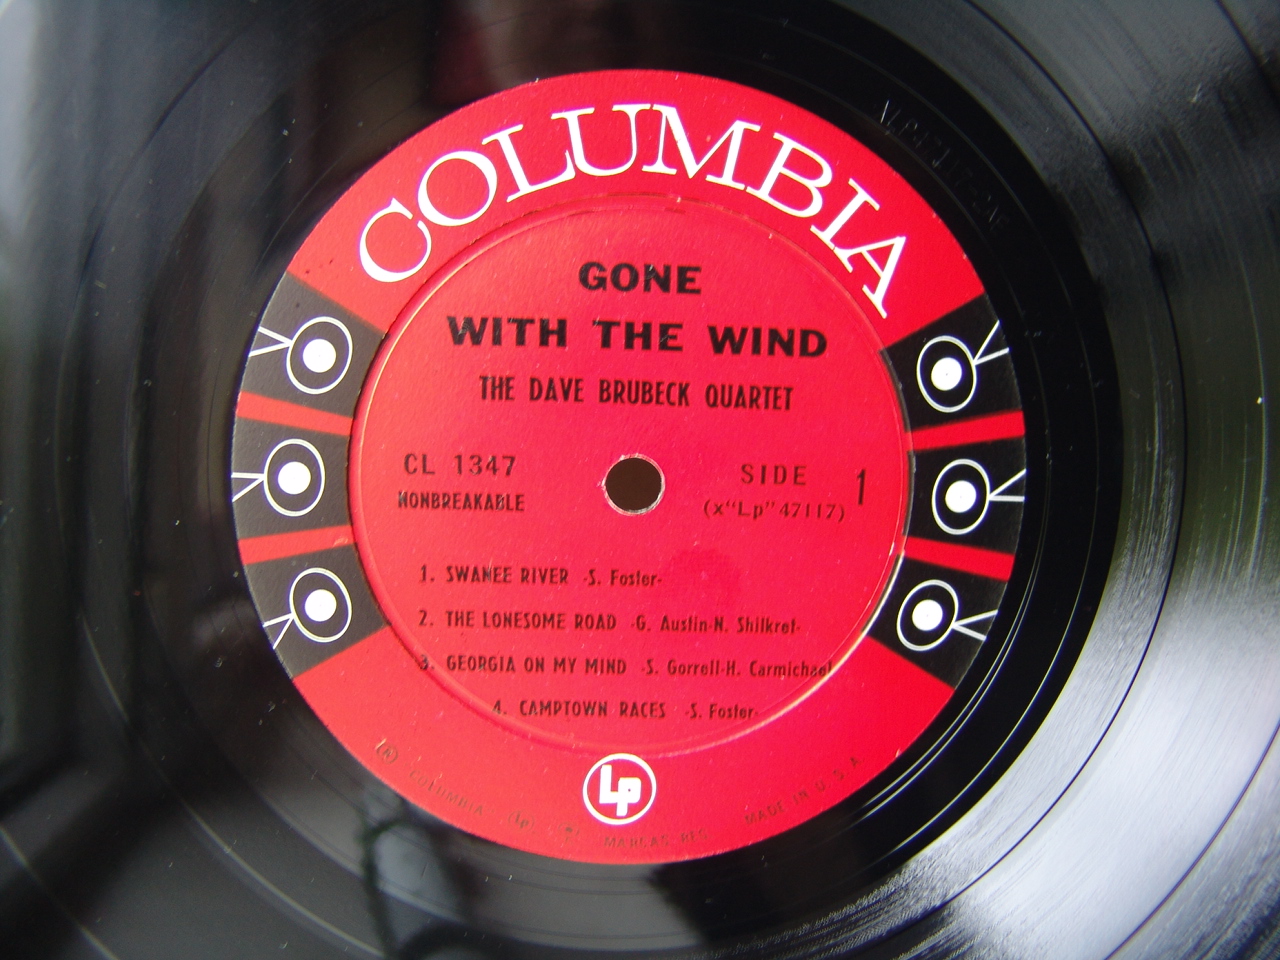 COLUMBIA
GONE
WITH THE WIND
THE DAVE BRUBECK QUARTET
CL 1347
NONBREAKABLE
SIDE 1
(x"Lp"47117)
1. SWANEE RIVER -S. Foster-
2. THE LONESOME ROAD -G. Austin-N. Shilkret-
3. GEORGIA ON MY MIND -S. Gorrell-H. Carmichael
4. CAMPTOWN RACES -S. Foster-
Lp
COLUMBIA (Lp) MARCAS REG. MADE IN U.S.A.